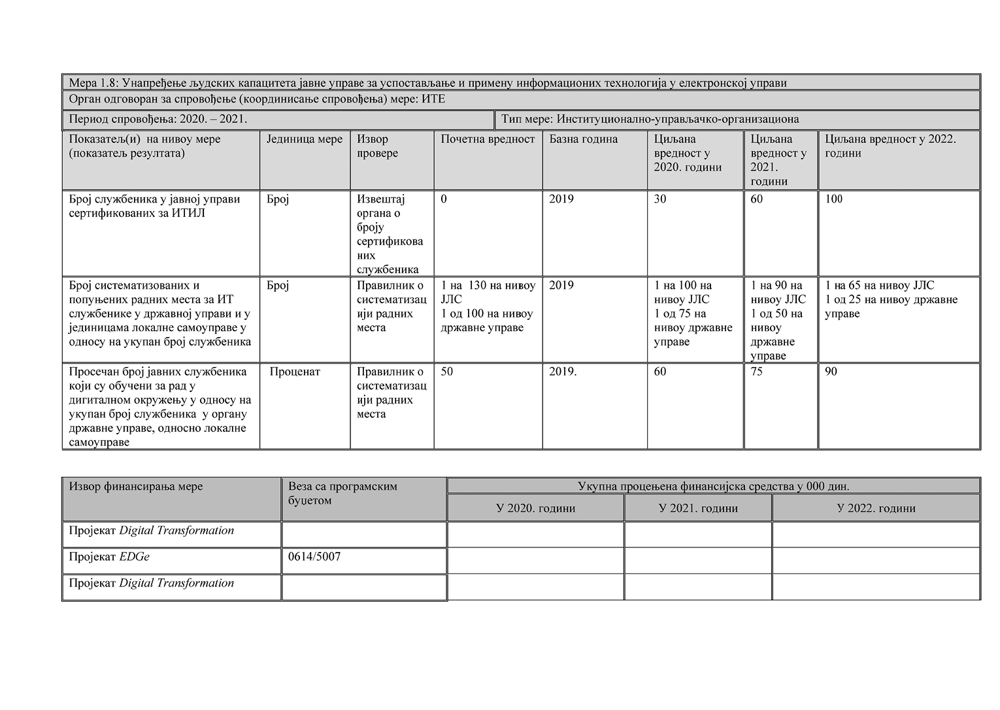 Мера 1.8: Унапређење људских капацитета јавне управе за успостављање и примену информационих технологија у електронској управи
Орган одговоран за спровођење (координисање спровођења) мере: ИТЕ
Период спровођења: 2020. – 2021.
Тип мере: Институционално-управљачко-организациона
Показатељ(и) на нивоу мере
(показатељ резултата)
Јединица мере
Извор
провере
Почетна вредност
Базна година
Циљана
вредност у
2020. години
Циљана
вредност у
2021.
години
Циљана вредност у 2022.
години
Број службеника у јавној управи
сертификованих за ИТИЛ
Број
Извештај
органа о
броју
сертификова
них
службеника
0
2019
30
60
100
Број систематизованих и
попуњених радних места за ИТ
службенике у државној управи и у
јединицама локалне самоуправе у
односу на укупан број службеника
Број
Правилник о
систематизац
ији радних
места
1 на 130 на нивоу
ЈЛС
1 од 100 на нивоу
државне управе
2019
1 на 100 на
нивоу ЈЛС
1 од 75 на
нивоу државне
управе
1 на 90 на
нивоу ЈЛС
1 од 50 на
нивоу
државне
управе
1 на 65 на нивоу ЈЛС
1 од 25 на нивоу државне
управе
Просечан број јавних службеника
који су обучени за рад у
дигиталном окружењу у односу на
укупан број службеника у органу
државне управе, односно локалне
самоуправе
Проценат
Правилник о
систематизац
ији радних
места
50
2019.
60
75
90
Извор финансирања мере
Веза са програмским
буџетом
Укупна процењена финансијска средства у 000 дин.
У 2020. години
У 2021. години
У 2022. години
Пројекат Digital Transformation
Пројекат EDGe
0614/5007
Пројекат Digital Transformation